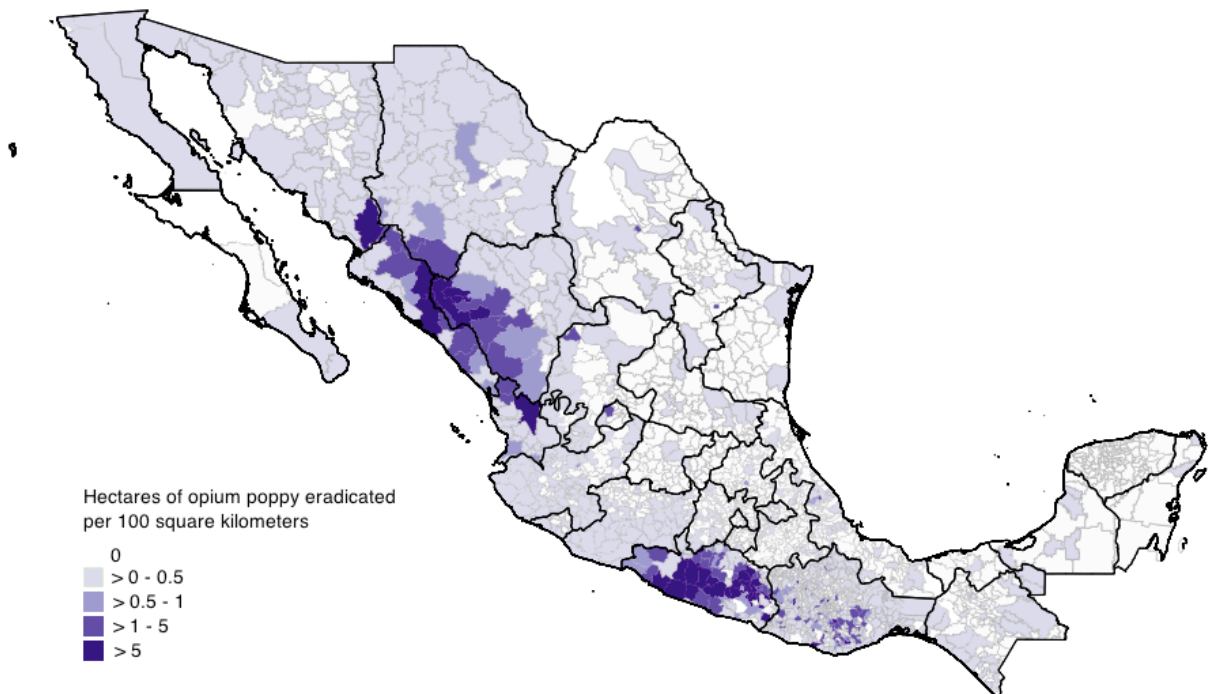 Hectares of opium poppy eradicated
per 100 square kilometers
0
> 0 - 0.5
> 0.5 - 1
> 1 - 5
> 5